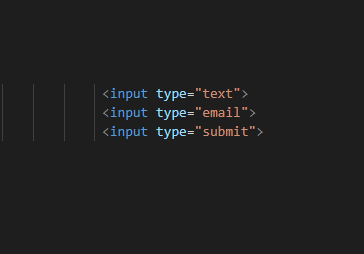 <input type="text">
<input type="email">
<input type="submit">